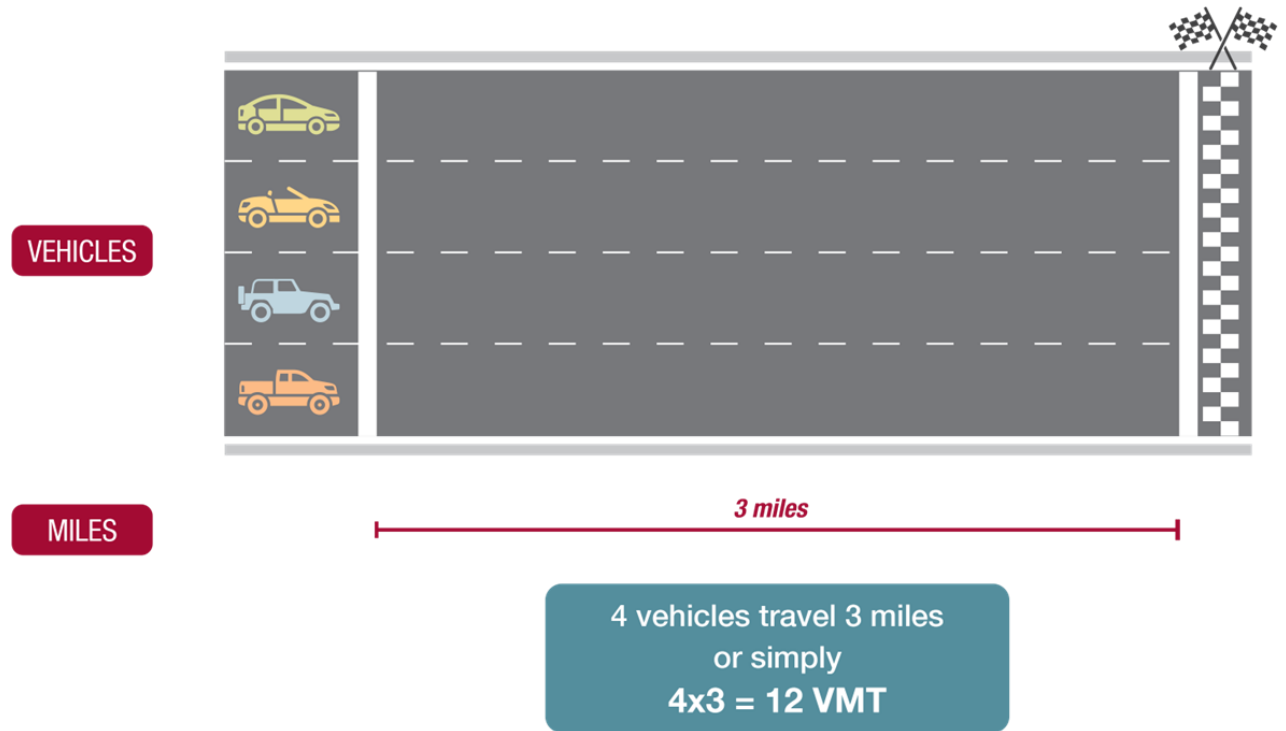 VEHICLES
MILES
3 miles
4 vehicles travel 3 miles
or simply
4x3 = 12 VMT